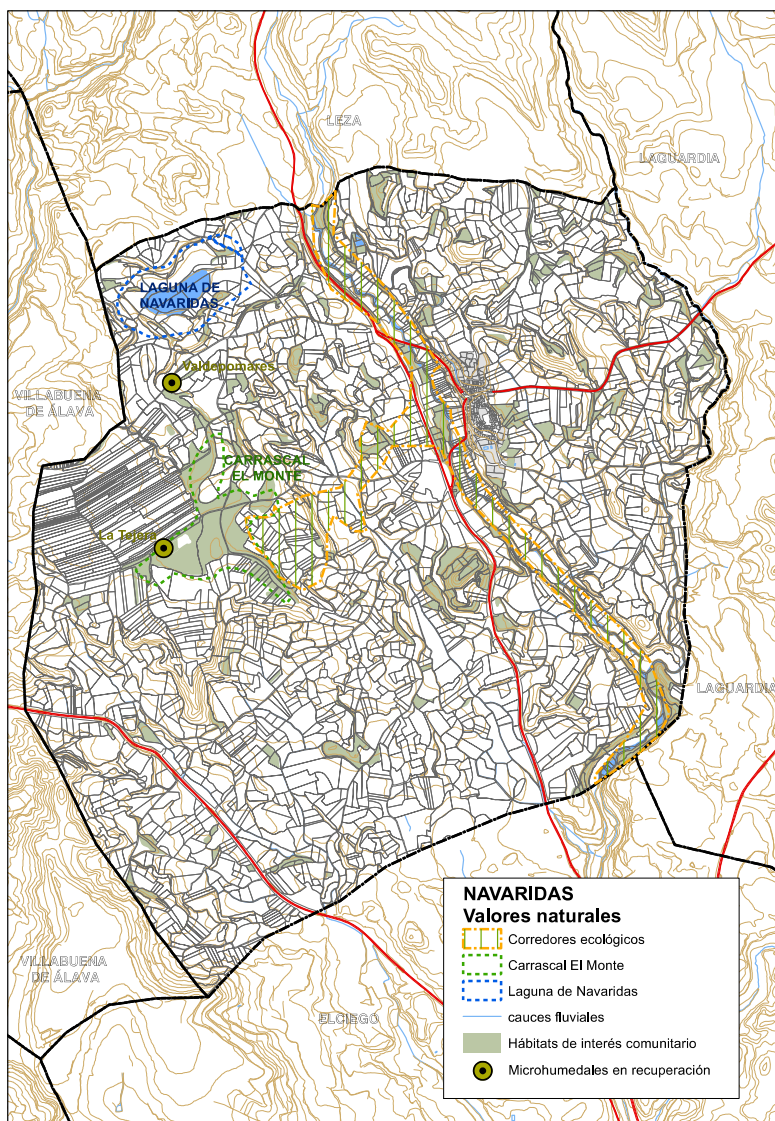 LEZA
LAGUARDIA
LAGUNA DE
NAVARIDAS
Valdepomares
VILLABUENA
DE ÁLAVA
CARRASCAL
EL MONTE
La Tejera
LAGUARDIA
VILLABUENA
DE ÁLAVA
ELCIEGO
NAVARIDAS
Valores naturales
Corredores ecológicos
Carrascal El Monte
Laguna de Navaridas
cauces fluviales
Hábitats de interés comunitario
Microhumedales en recuperación